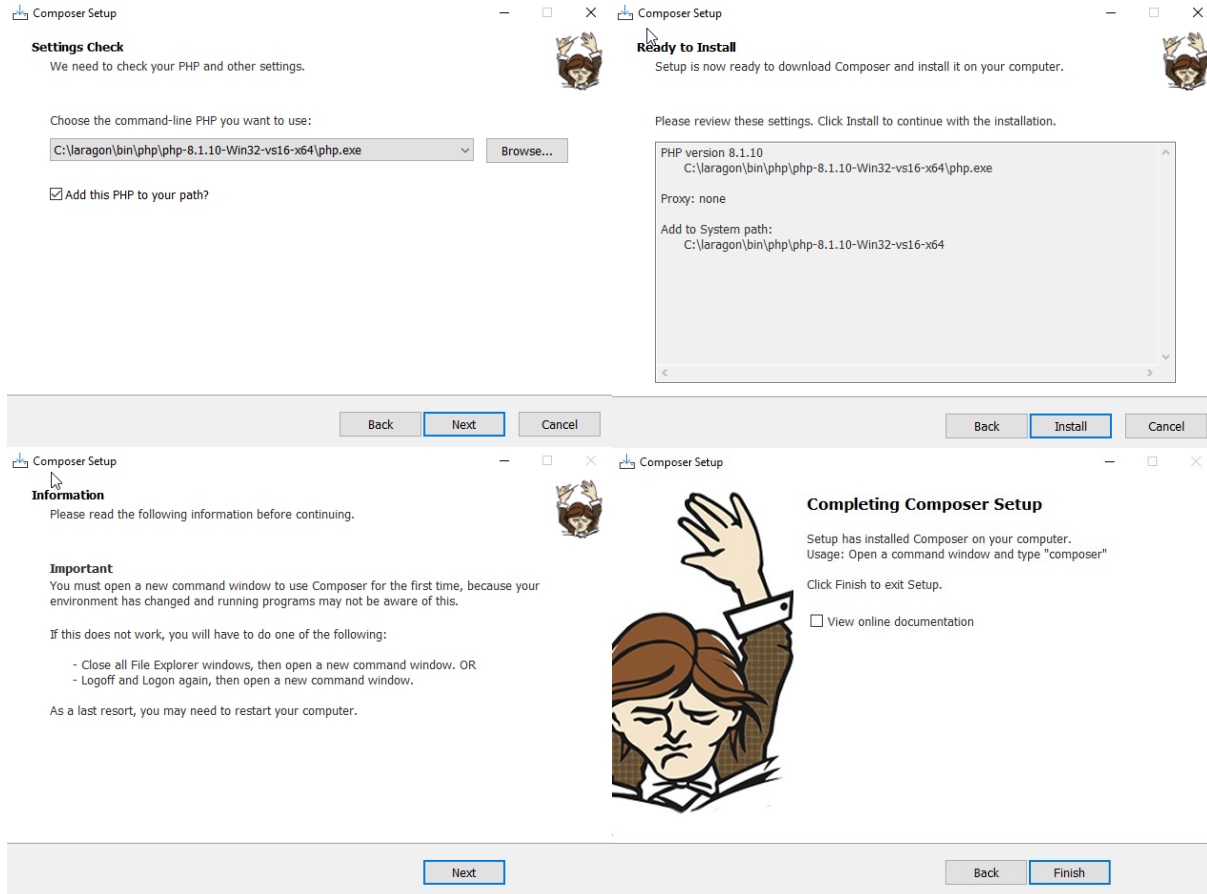 Composer Setup
Settings Check
We need to check your PHP and other settings.
Choose the command-line PHP you want to use:
C:\laragon\bin\php\php-8.1.10-Win32-vs16-x64\php.exe
Browse...
Add this PHP to your path?
Back
Next
Cancel
Composer Setup
Ready to Install
Setup is now ready to download Composer and install it on your computer.
Please review these settings. Click Install to continue with the installation.
PHP version 8.1.10
C:\laragon\bin\php\php-8.1.10-Win32-vs16-x64\php.exe
Proxy: none
Add to System path:
C:\laragon\bin\php\php-8.1.10-Win32-vs16-x64
Back
Install
Cancel
Composer Setup
Information
Please read the following information before continuing.
Important
You must open a new command window to use Composer for the first time, because your
environment has changed and running programs may not be aware of this.
If this does not work, you will have to do one of the following:
- Close all File Explorer windows, then open a new command window. OR
- Logoff and Logon again, then open a new command window.
As a last resort, you may need to restart your computer.
Next
Composer Setup
Completing Composer Setup
Setup has installed Composer on your computer.
Usage: Open a command window and type "composer"
Click Finish to exit Setup.
View online documentation
Back
Finish